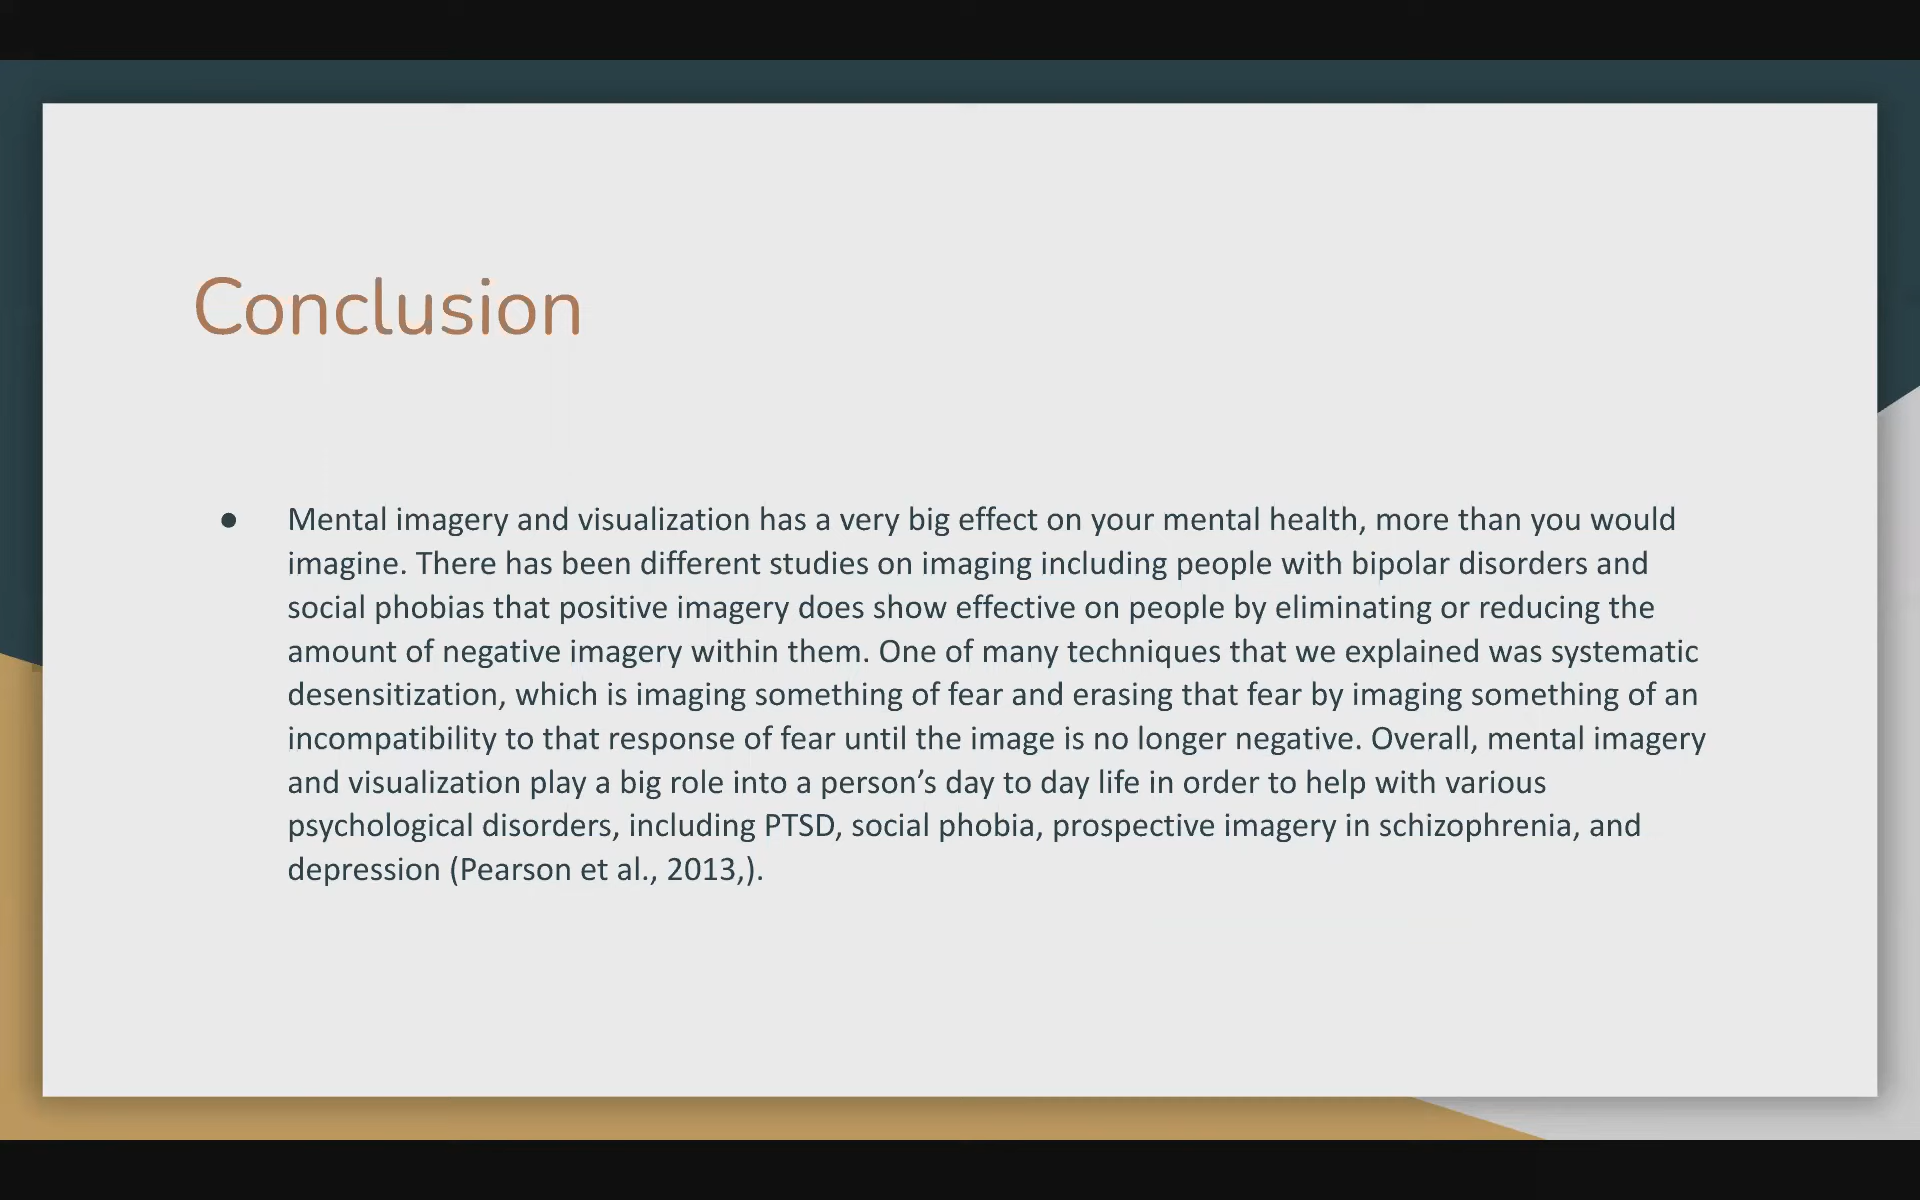 Conclusion
● Mental imagery and visualization has a very big effect on your mental health, more than you would
imagine. There has been different studies on imaging including people with bipolar disorders and
social phobias that positive imagery does show effective on people by eliminating or reducing the
amount of negative imagery within them. One of many techniques that we explained was systematic
desensitization, which is imaging something of fear and erasing that fear by imaging something of an
incompatibility to that response of fear until the image is no longer negative. Overall, mental imagery
and visualization play a big role into a person’s day to day life in order to help with various
psychological disorders, including PTSD, social phobia, prospective imagery in schizophrenia, and
depression (Pearson et al., 2013,).